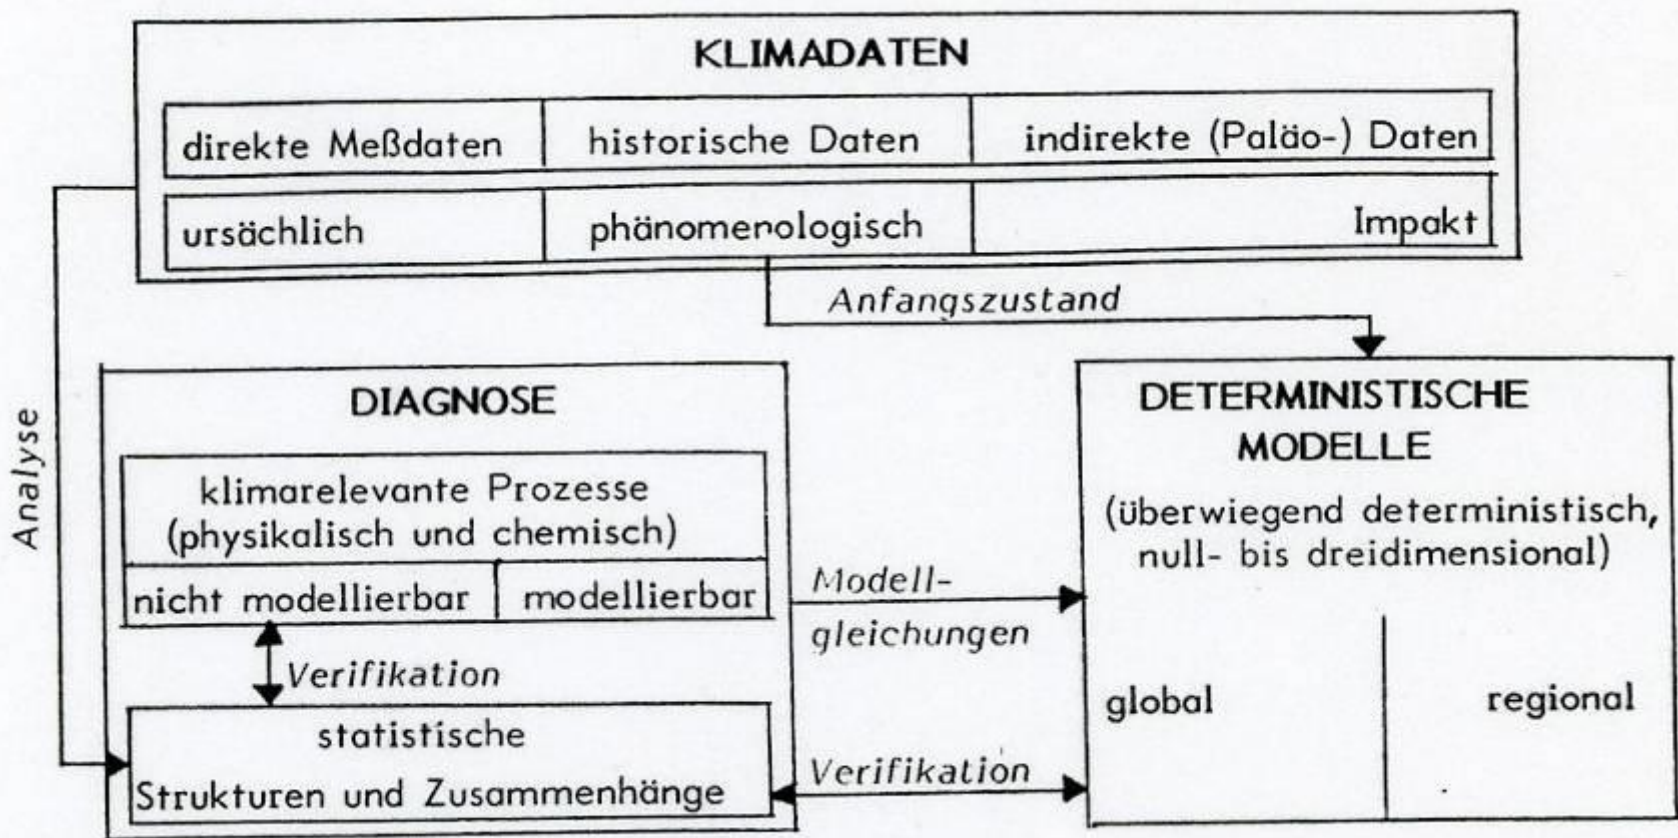 KLIMADATEN
direkte Meßdaten historische Daten indirekte (Paläo-) Daten
ursächlich phänomenologisch Impakt
Anfangszustand
Analyse
DIAGNOSE
klimarelevante Prozesse
(physikalisch und chemisch)
nicht modellierbar modellierbar
Verifikation
statistische
Strukturen und Zusammenhänge
Modell-
gleichungen
Verifikation
DETERMINISTISCHE
MODELLE
(überwiegend deterministisch,
null- bis dreidimensional)
global regional